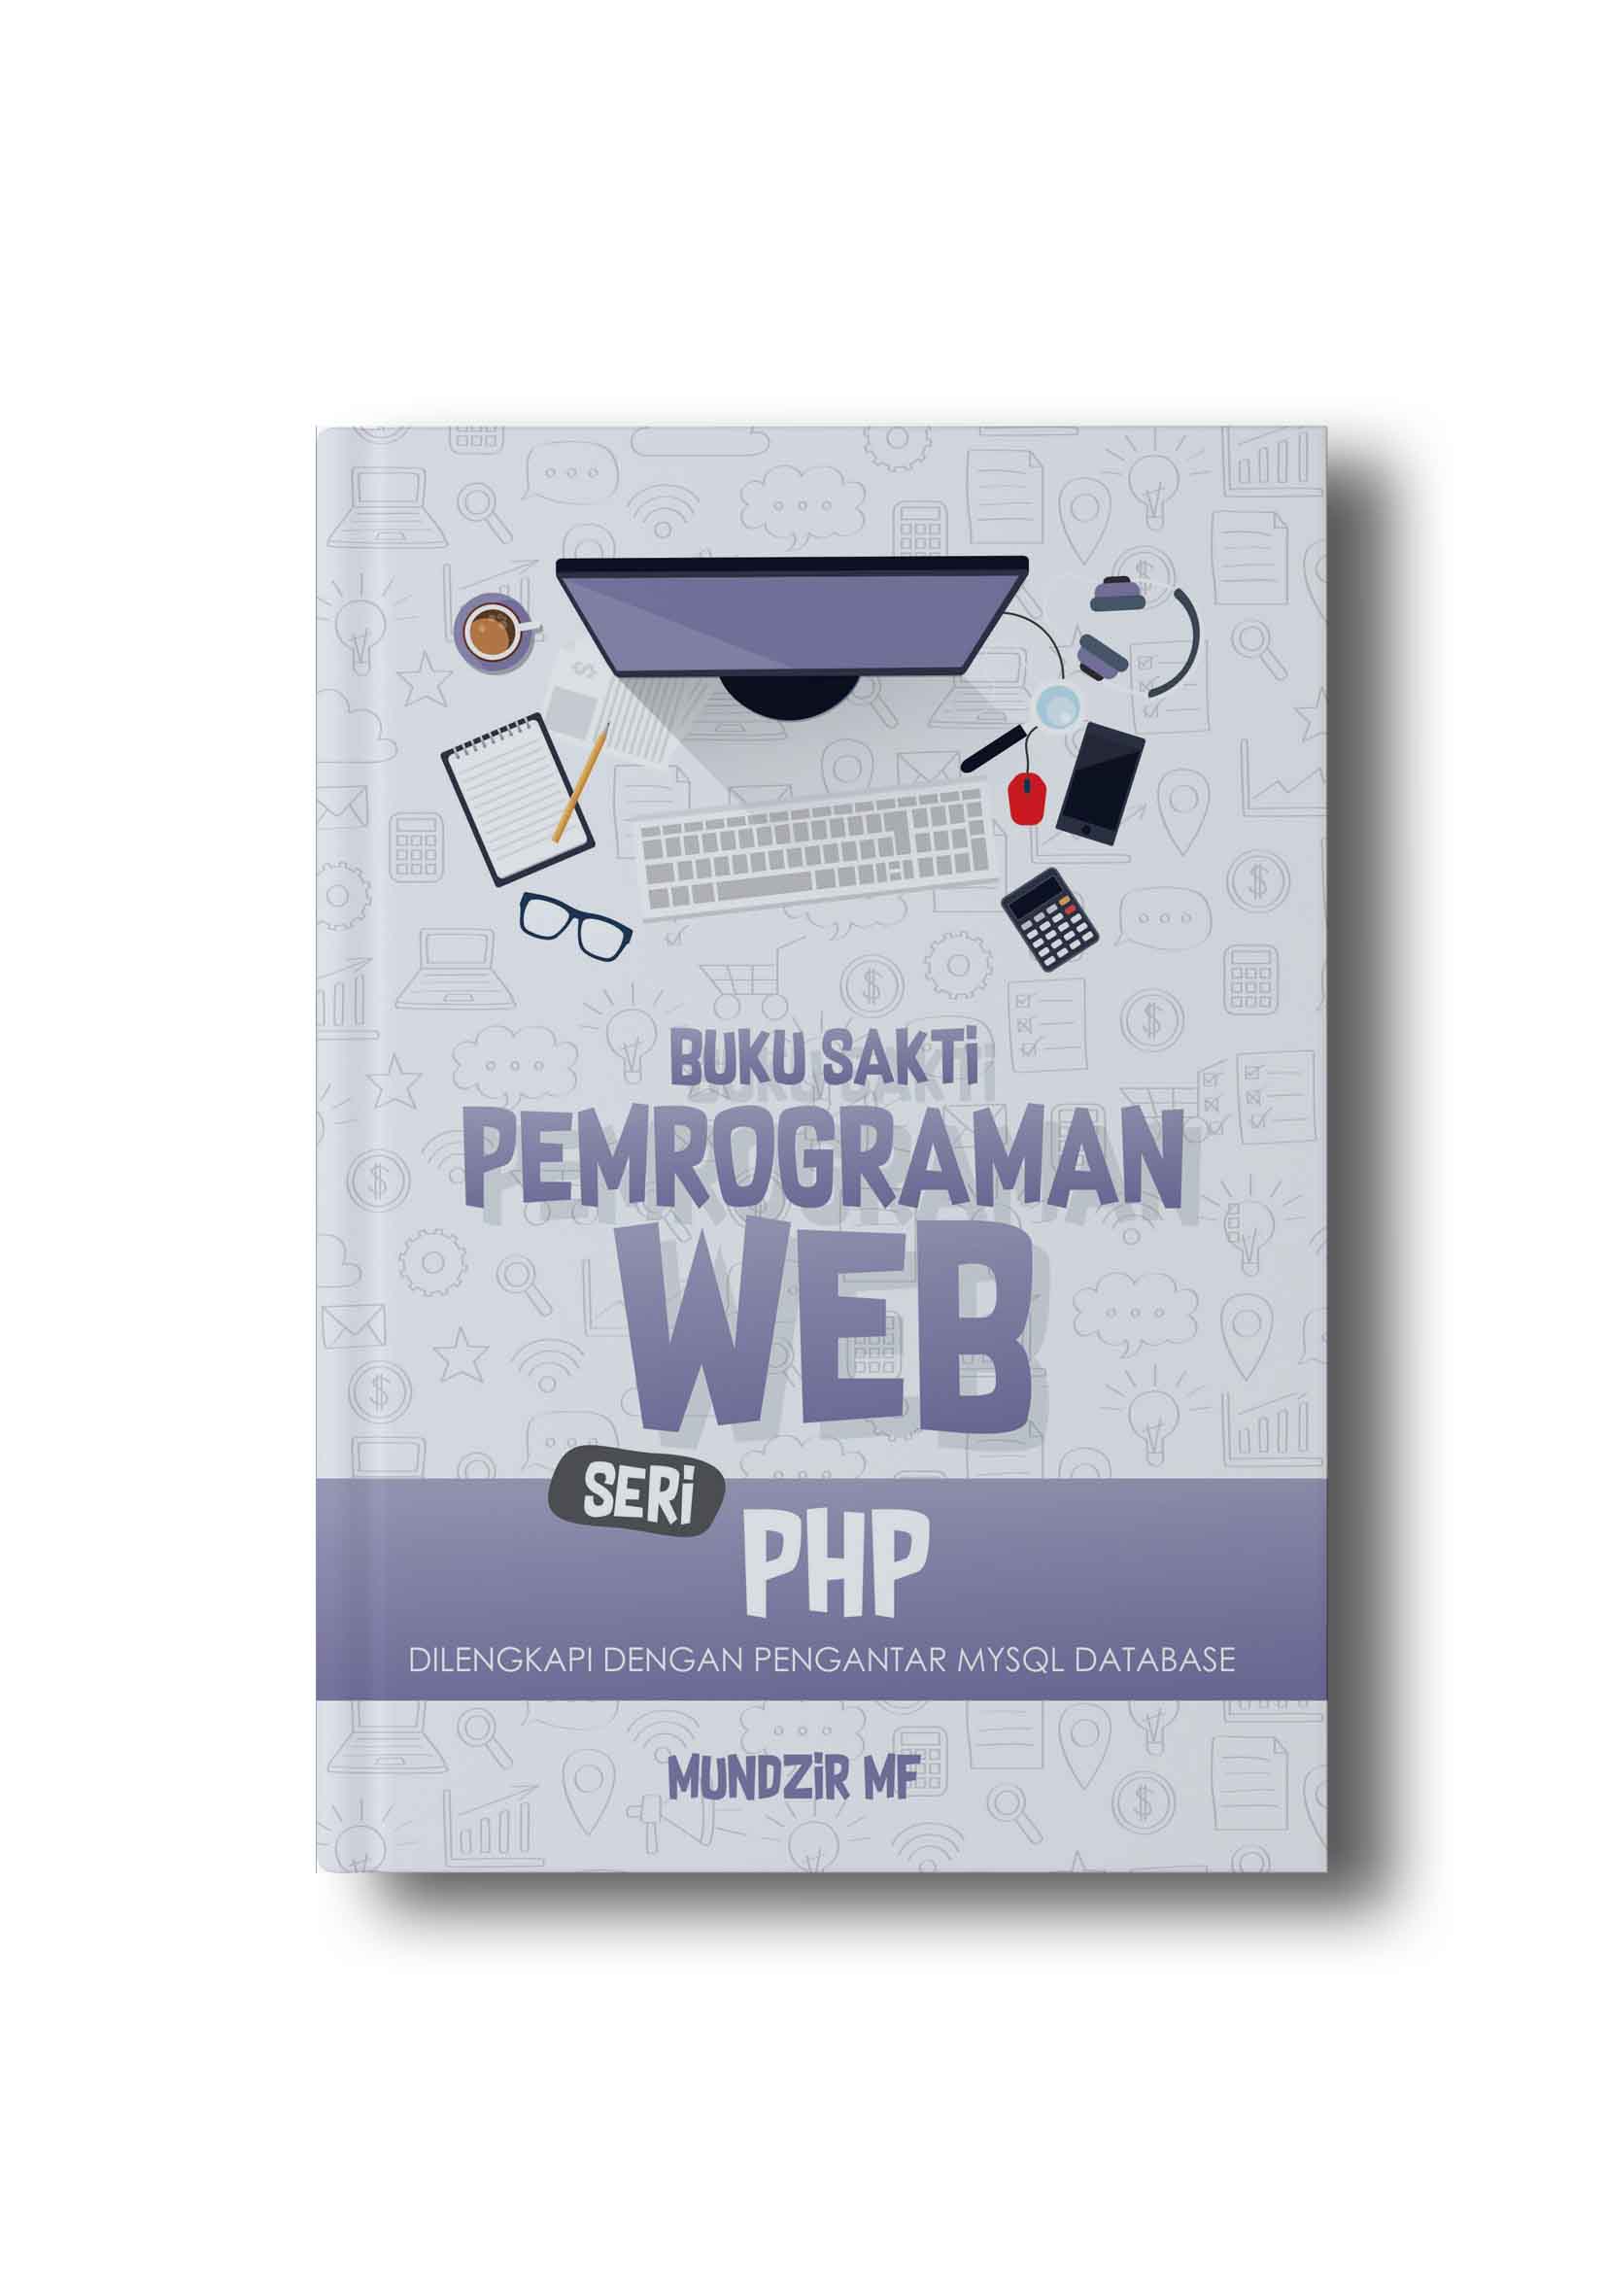 BUKU SAKTi
PEMROGRAMAN
WEB
SERi
PHP
DILENGKAPI DENGAN PENGANTAR MYSQL DATABASE
MUNDZiR MF